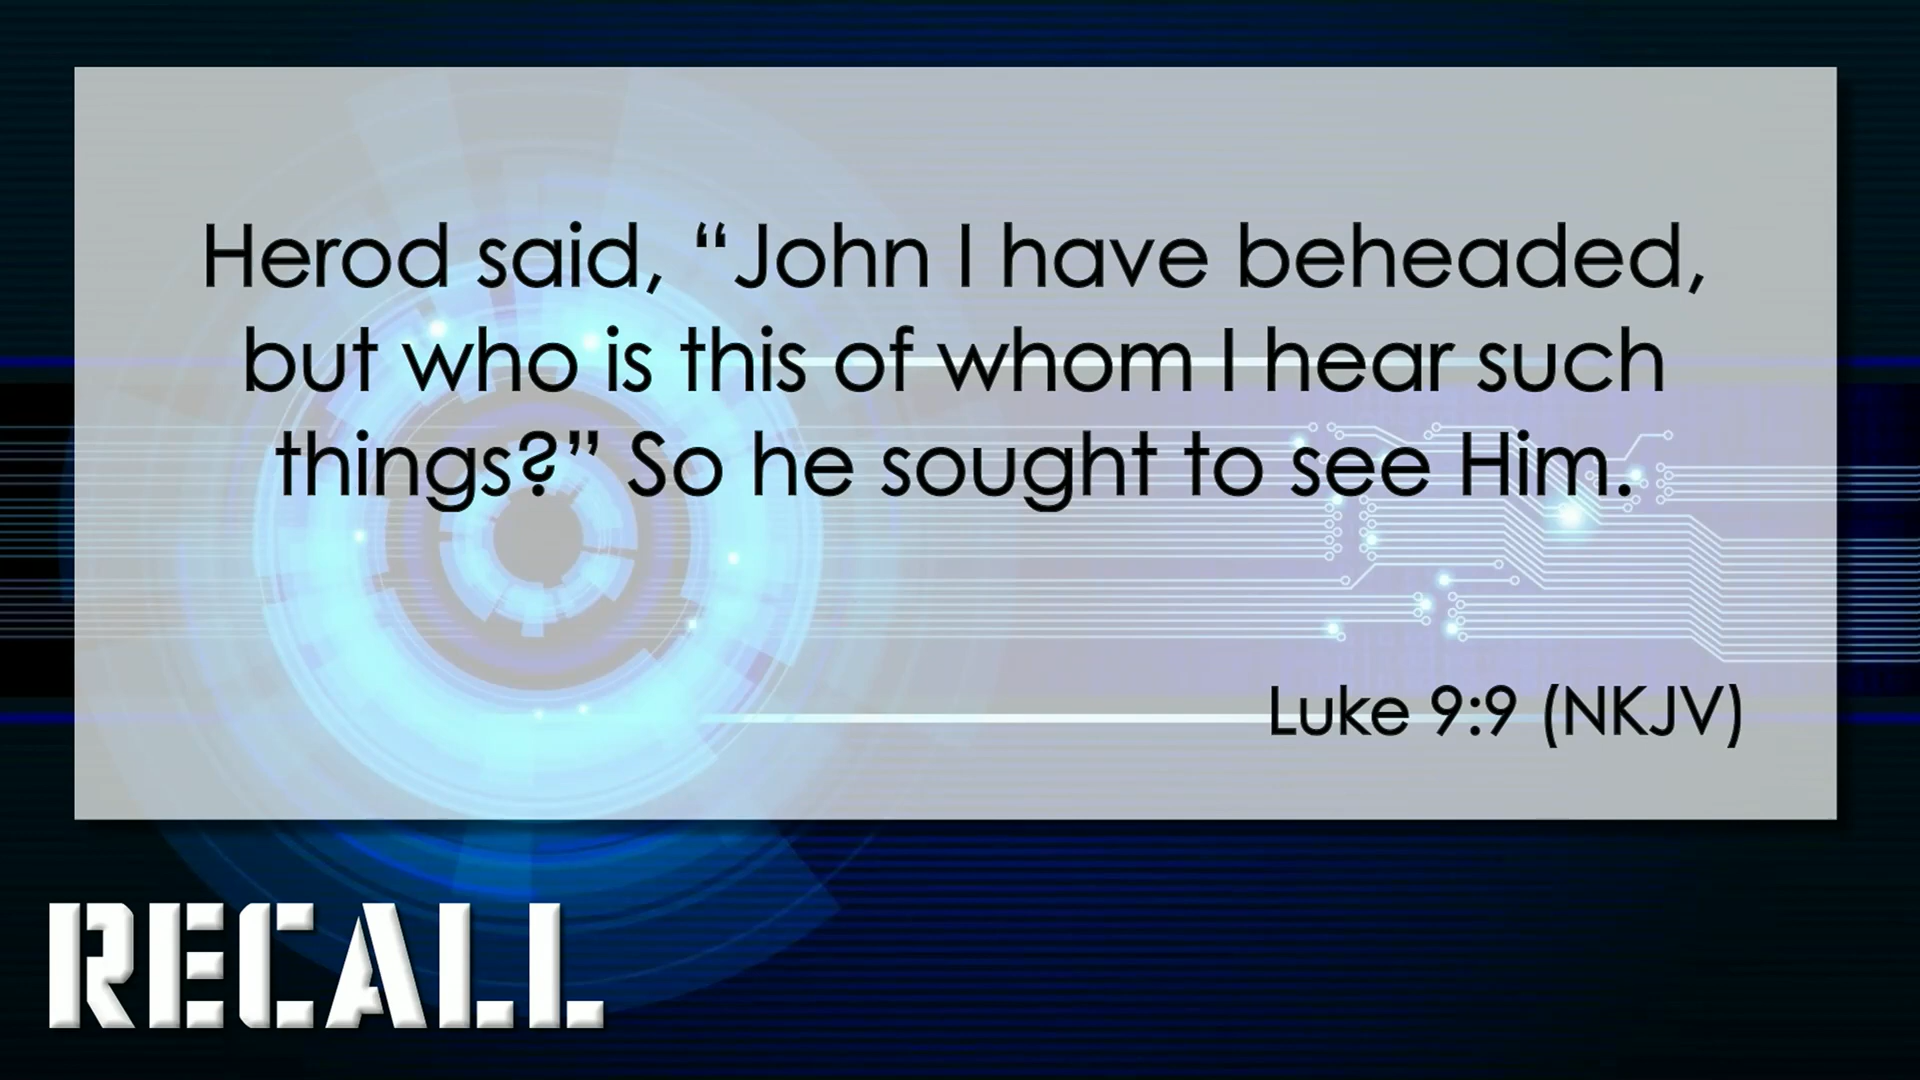 Herod said, “John I have beheaded,
but who is this of whom I hear such
things?” So he sought to see Him.
Luke 9:9 (NKJV)
RECALL